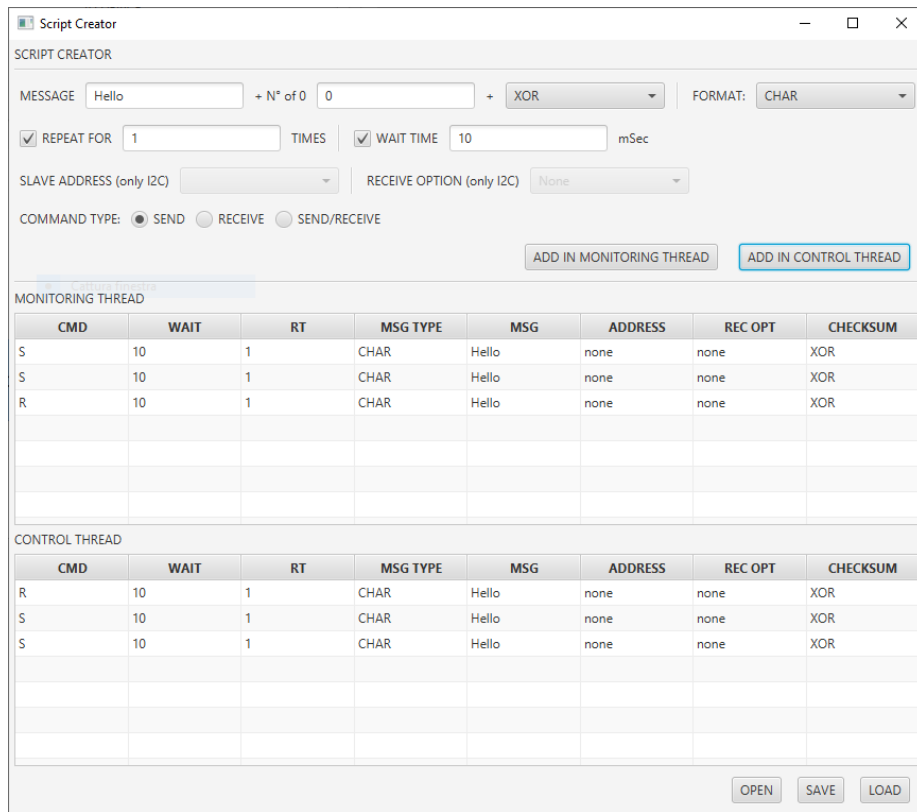 Script Creator
SCRIPT CREATOR
MESSAGE Hello + N° of 0 0 + XOR FORMAT: CHAR
REPEAT FOR 1 TIMES WAIT TIME 10 mSec
SLAVE ADDRESS (only I2C) RECEIVE OPTION (only I2C) None
COMMAND TYPE: SEND RECEIVE SEND/RECEIVE
ADD IN MONITORING THREAD ADD IN CONTROL THREAD
Cattura finestra
MONITORING THREAD
CMD WAIT RT MSG TYPE MSG ADDRESS REC OPT CHECKSUM
S 10 1 CHAR Hello none none XOR
S 10 1 CHAR Hello none none XOR
R 10 1 CHAR Hello none none XOR
CONTROL THREAD
CMD WAIT RT MSG TYPE MSG ADDRESS REC OPT CHECKSUM
R 10 1 CHAR Hello none none XOR
S 10 1 CHAR Hello none none XOR
S 10 1 CHAR Hello none none XOR
OPEN SAVE LOAD